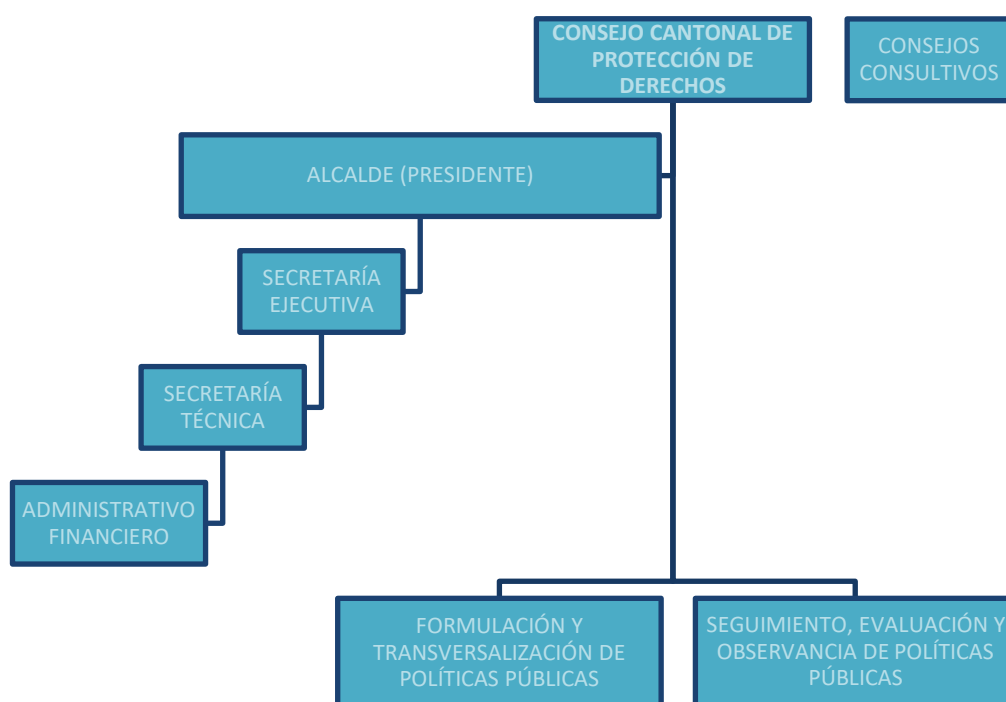 CONSEJO CANTONAL DE
PROTECCIÓN DE
DERECHOS
CONSEJOS
CONSULTIVOS
ALCALDE (PRESIDENTE)
SECRETARÍA
EJECUTIVA
SECRETARÍA
TÉCNICA
ADMINISTRATIVO
FINANCIERO
FORMULACIÓN Y
TRANSVERSALIZACIÓN DE
POLÍTICAS PÚBLICAS
SEGUIMIENTO, EVALUACIÓN Y
OBSERVANCIA DE POLÍTICAS
PÚBLICAS